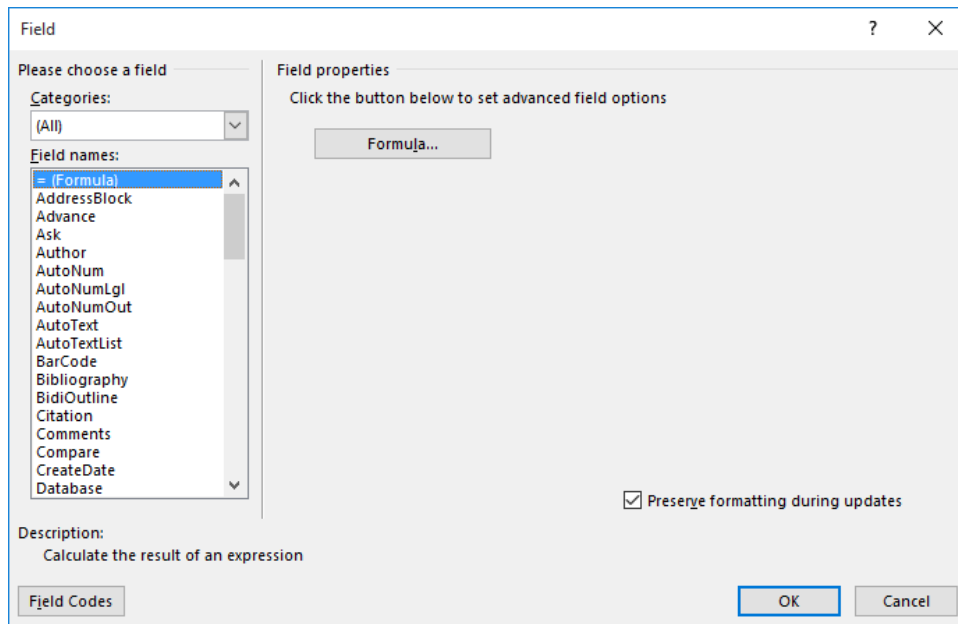 Field
?
Please choose a field
Categories:
(All)
Field names:
= (Formula)
AddressBlock
Advance
Ask
Author
AutoNum
AutoNumLgl
AutoNumOut
AutoText
AutoTextList
BarCode
Bibliography
BidiOutline
Citation
Comments
Compare
CreateDate
Database
Field properties
Click the button below to set advanced field options
Formula...
Preserve formatting during updates
Description:
Calculate the result of an expression
Field Codes
OK
Cancel